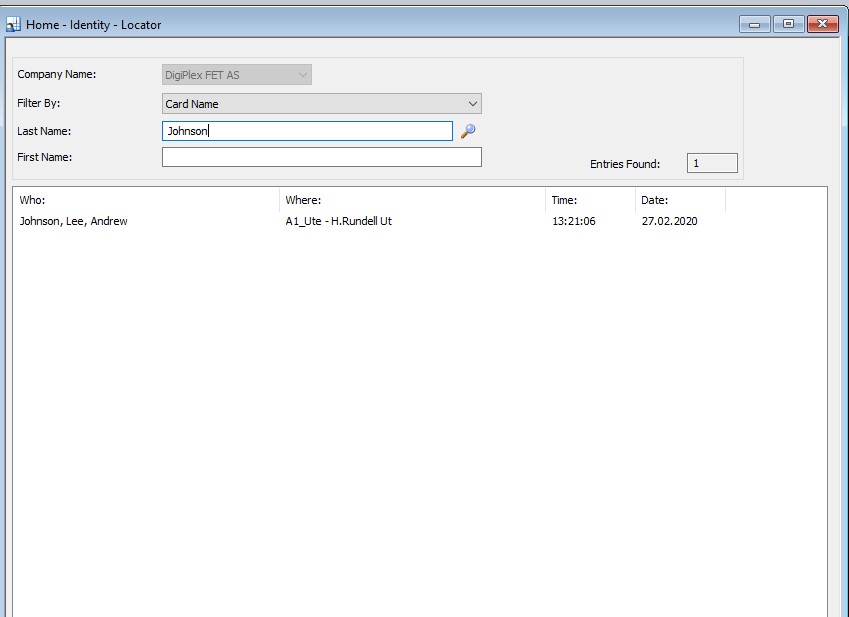 Home - Identity - Locator
Company Name: DigiPlex FET AS
Filter By: Card Name
Last Name: Johnson
First Name:
Entries Found: 1
Who: Where: Time: Date:
Johnson, Lee, Andrew A1_Ute - H.Rundell Ut 13:21:06 27.02.2020